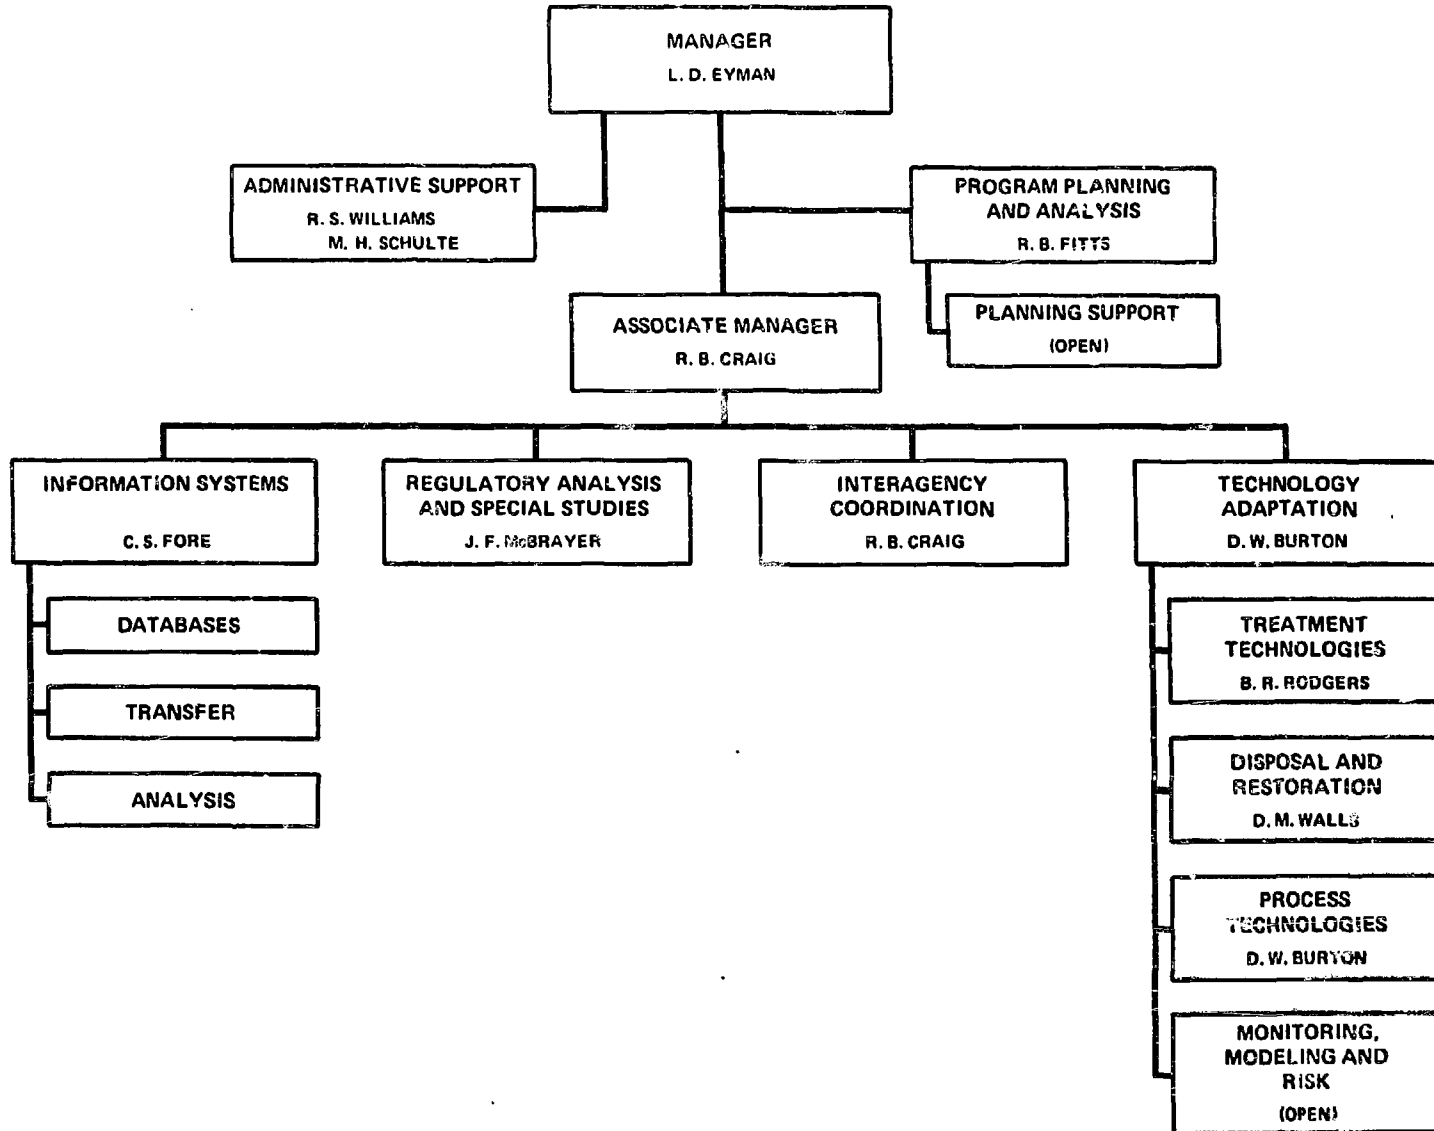 MANAGER
L. D. EYMAN
ADMINISTRATIVE SUPPORT
R. S. WILLIAMS
M. H. SCHULTE
PROGRAM PLANNING
AND ANALYSIS
R. B. FITTS
PLANNING SUPPORT
(OPEN)
ASSOCIATE MANAGER
R. B. CRAIG
INFORMATION SYSTEMS
C. S. FORE
DATABASES
TRANSFER
ANALYSIS
REGULATORY ANALYSIS
AND SPECIAL STUDIES
J. F. McBRAYER
INTERAGENCY
COORDINATION
R. B. CRAIG
TECHNOLOGY
ADAPTATION
D. W. BURTON
TREATMENT
TECHNOLOGIES
B. R. RODGERS
DISPOSAL AND
RESTORATION
D. M. WALLS
PROCESS
TECHNOLOGIES
D. W. BURTON
MONITORING,
MODELING AND
RISK
(OPEN)